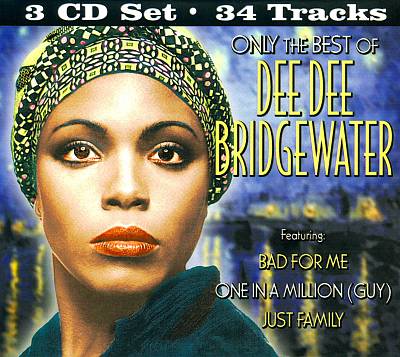 3 CD Set • 34 Tracks
ONLY THE BEST OF
DEE DEE
BRIDGEWATER
Featuring:
BAD FOR ME
ONE IN A MILLION (GUY)
JUST FAMILY